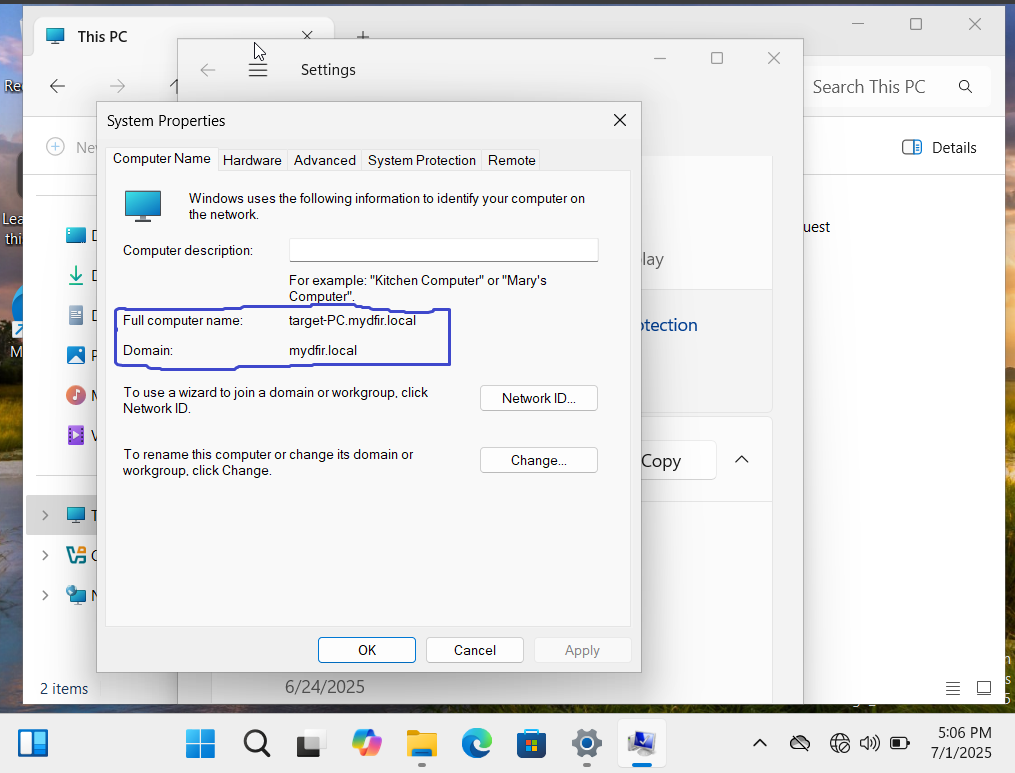 This PC
Settings
Search This PC
System Properties
Details
Computer Name
Hardware
Advanced
System Protection
Remote
Windows uses the following information to identify your computer on
the network.
Computer description:
For example: "Kitchen Computer" or "Mary's
Computer".
Full computer name: target-PC.mydfir.local
Domain: mydfir.local
To use a wizard to join a domain or workgroup, click
Network ID.
Network ID...
To rename this computer or change its domain or
workgroup, click Change.
Change...
Copy
OK
Cancel
Apply
2 items
6/24/2025
5:06 PM
7/1/2025